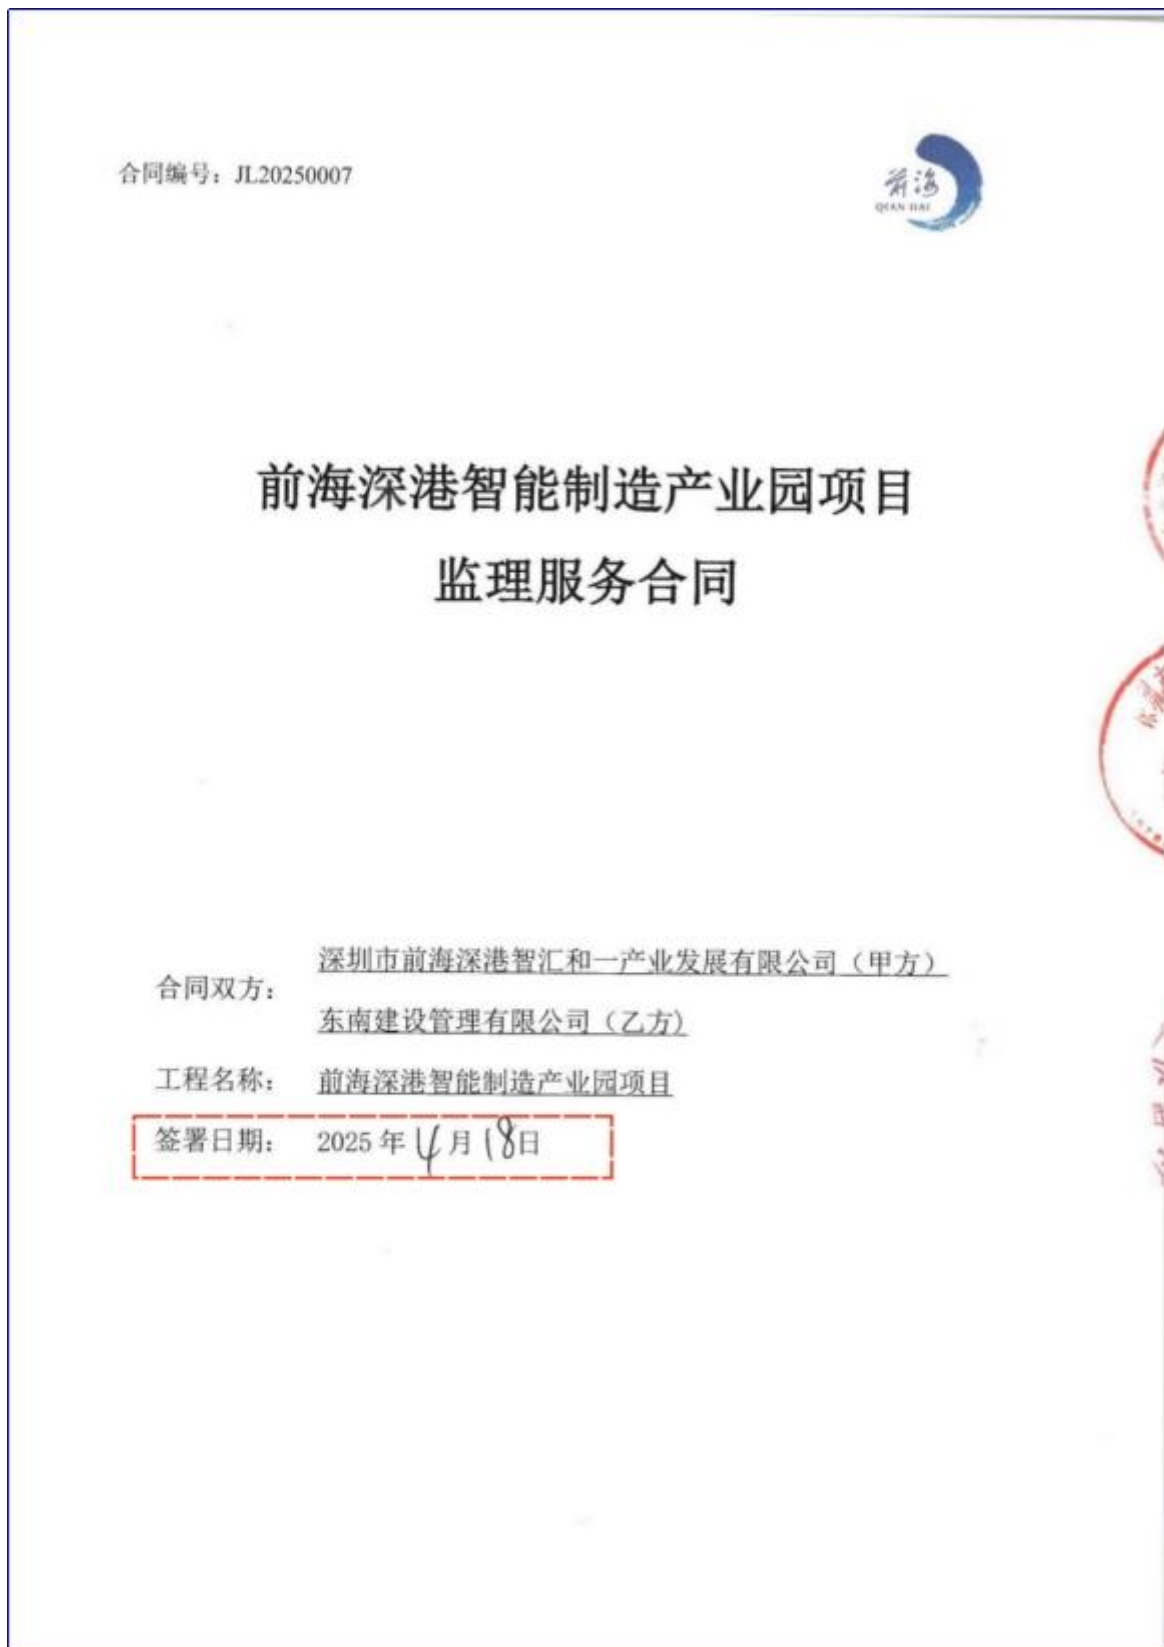 合同编号：JL20250007
前海
QIAN HAI
前海深港智能制造产业园项目
监理服务合同
合同双方：
深圳市前海深港智汇和一产业发展有限公司（甲方）
东南建设管理有限公司（乙方）
工程名称： 前海深港智能制造产业园项目
签署日期： 2025 年 4 月 18 日